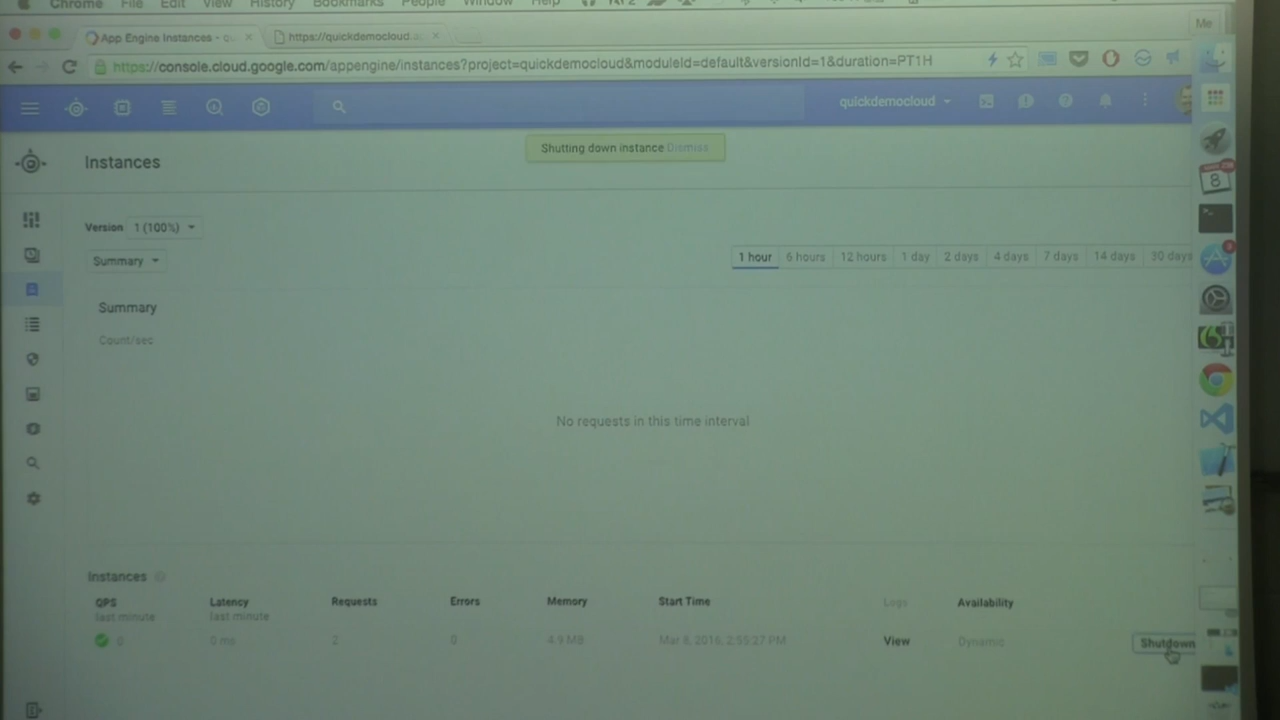 Chrome File Edit View History Bookmarks People Window Help
App Engine Instances - qu
https://quickdemocloud.a
Me
https://console.cloud.google.com/appengine/instances?project=quickdemocloud&moduleId=default&versionId=1&duration=PT1H
quickdemocloud
Instances
Shutting down instance Dismiss
Version 1 (100%)
Summary
1 hour 6 hours 12 hours 1 day 2 days 4 days 7 days 14 days 30 days
Summary
Count/sec
No requests in this time interval
Instances
QPS Latency Requests Errors Memory Start Time Logs Availability
last minute last minute
0 0 ms 2 0 4.9 MB Mar 8, 2016, 2:55:27 PM View Dynamic Shutdown
8